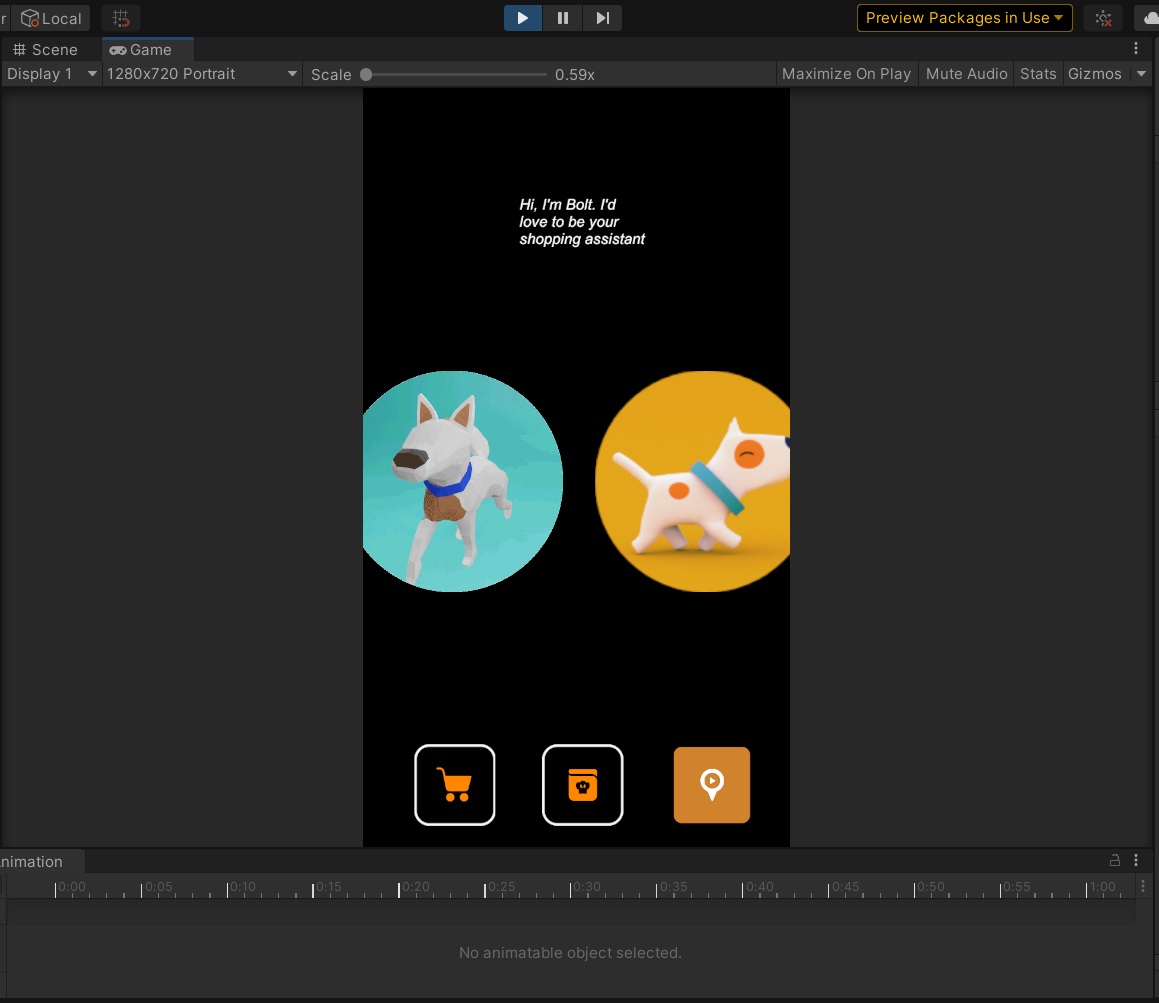 Local
Preview Packages in Use
Scene
Game
Display 1
1280x720 Portrait
Scale
0.59x
Maximize On Play
Mute Audio
Stats
Gizmos
Hi, I'm Bolt. I'd
love to be your
shopping assistant
nimation
0:00
0:05
0:10
0:15
0:20
0:25
0:30
0:35
0:40
0:45
0:50
0:55
1:00
No animatable object selected.